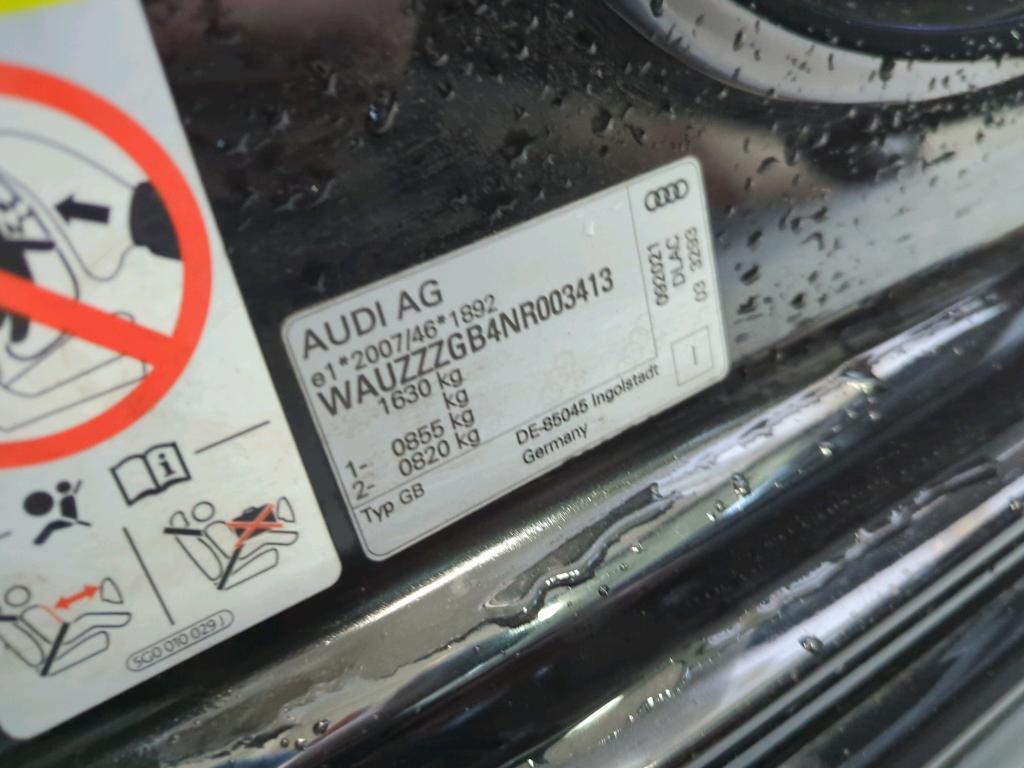 AUDI AG
e1*2007/46*1892
WAUZZZGB4NR003413
1630 kg
kg
1- 0855 kg
2- 0820 kg
Typ GB
DE-85045 Ingolstadt
Germany
092021
DLAC
03 3293
I
i
5G0 010 029 J